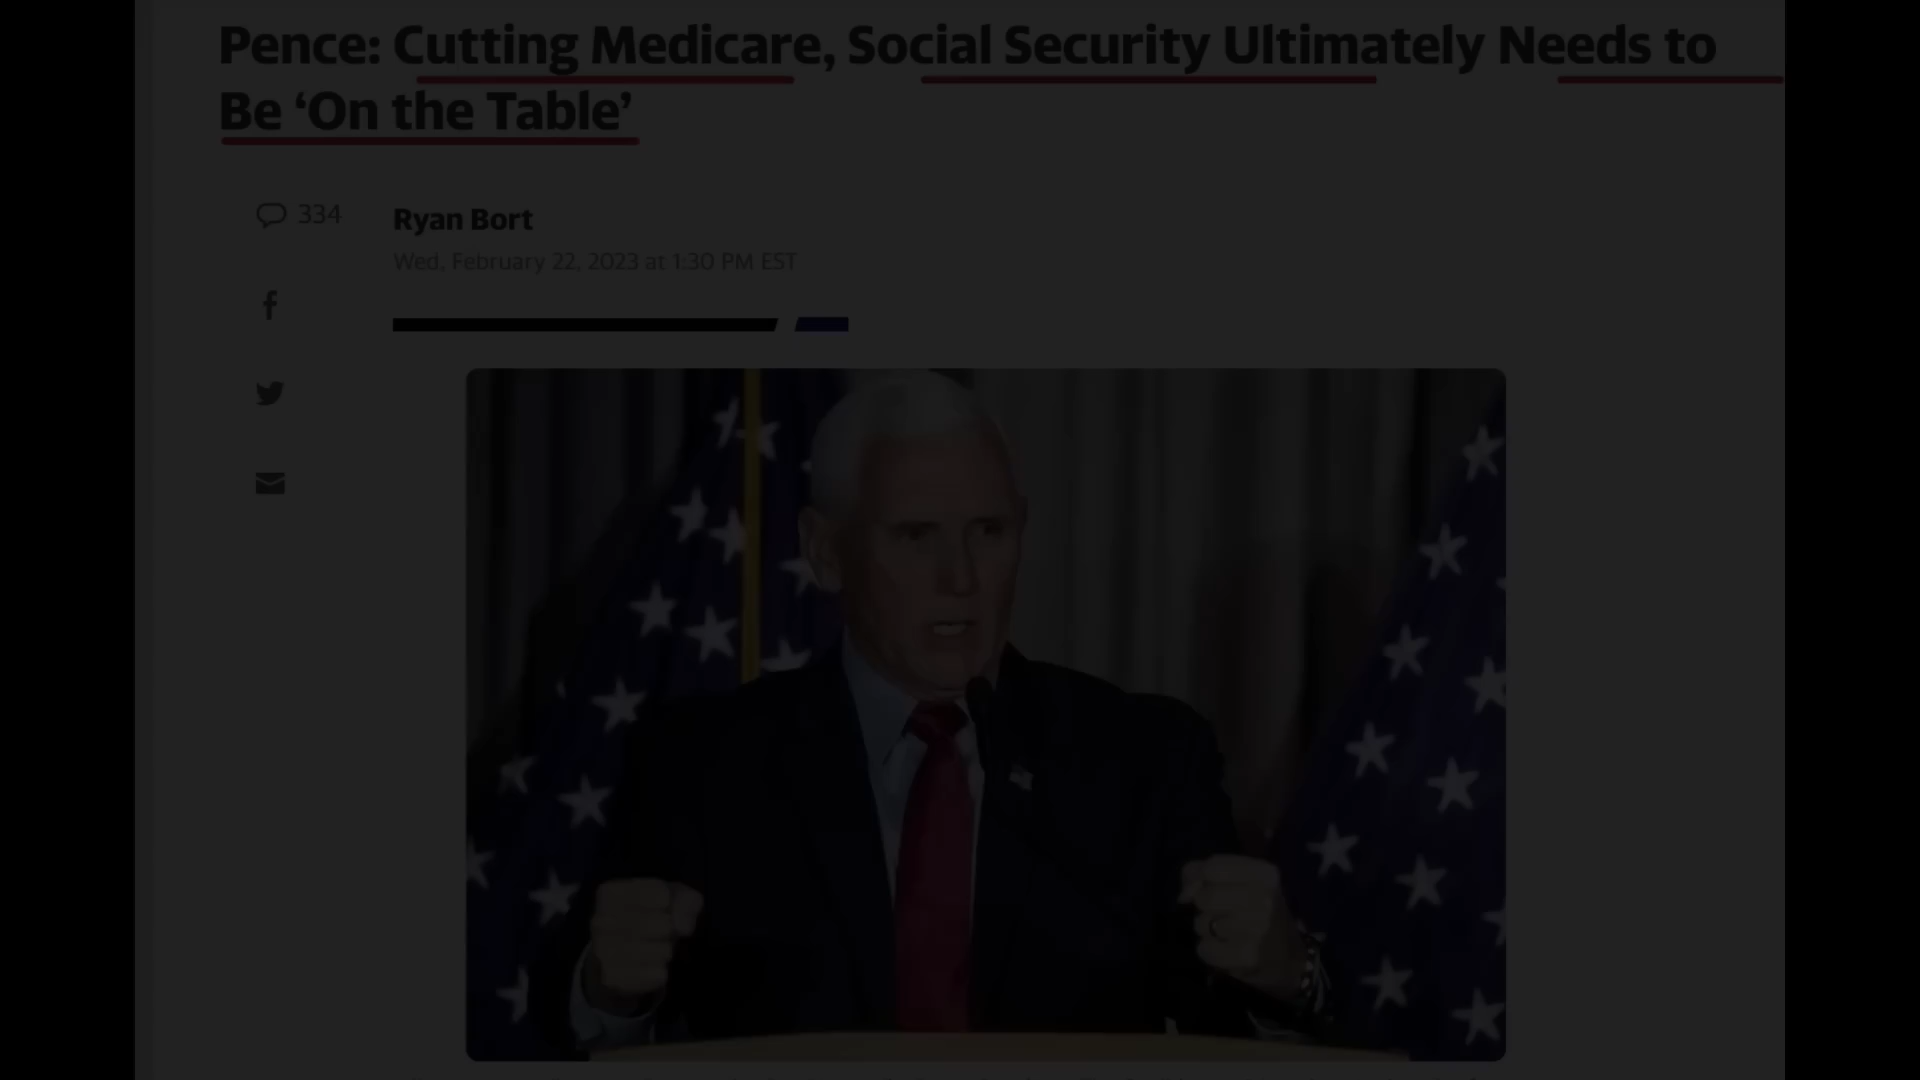 Pence: Cutting Medicare, Social Security Ultimately Needs to
Be ‘On the Table’
334
Ryan Bort
Wed, February 22, 2023 at 1:30 PM EST